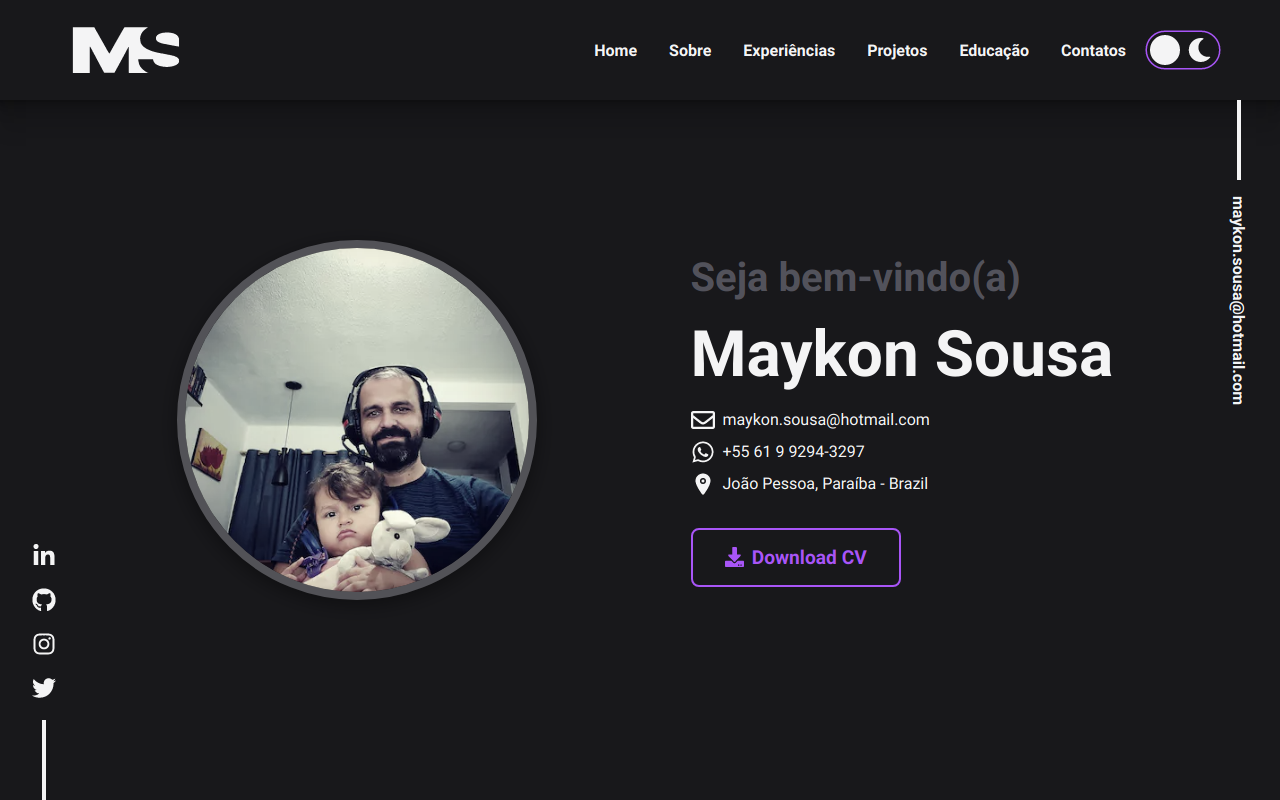 MS
Home Sobre Experiências Projetos Educação Contatos
maykon.sousa@hotmail.com
Seja bem-vindo(a)
Maykon Sousa
maykon.sousa@hotmail.com
+55 61 9 9294-3297
João Pessoa, Paraíba - Brazil
Download CV
in